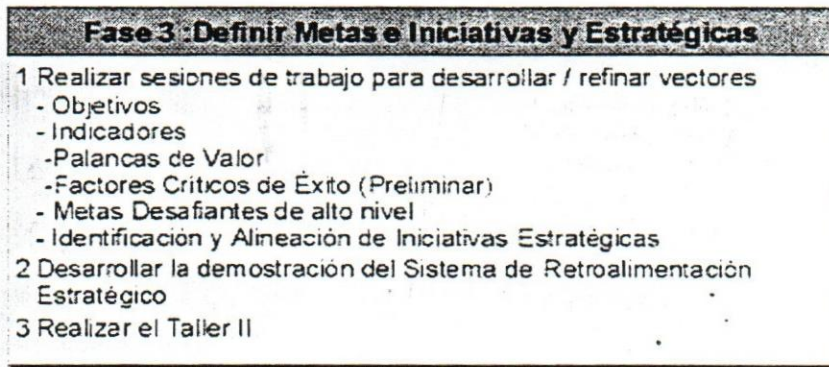 Fase 3 :Definir Metas e Iniciativas y Estratégicas
1 Realizar sesiones de trabajo para desarrollar / refinar vectores
- Objetivos
- Indicadores
-Palancas de Valor
-Factores Críticos de Éxito (Preliminar)
- Metas Desafiantes de alto nivel
- Identificación y Alineación de Iniciativas Estratégicas
2 Desarrollar la demostración del Sistema de Retroalimentación
Estratégico
3 Realizar el Taller II